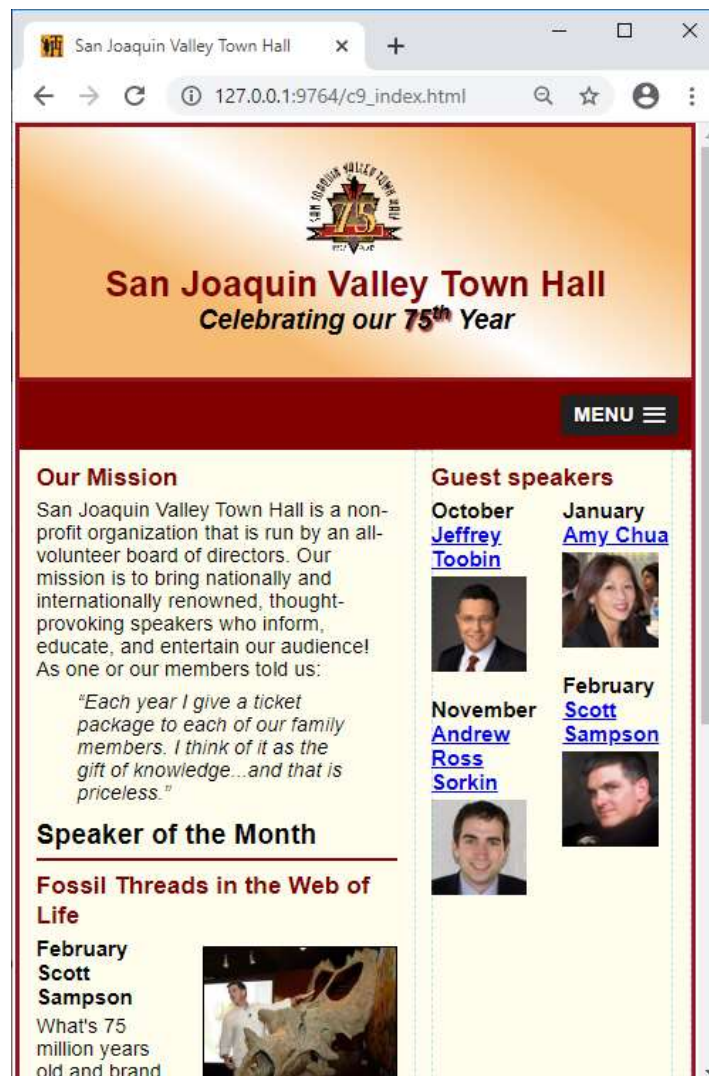 San Joaquin Valley Town Hall
127.0.0.1:9764/c9_index.html
SAN JOAQUIN VALLEY TOWN HALL
75
San Joaquin Valley Town Hall
Celebrating our 75th Year
MENU
Our Mission
San Joaquin Valley Town Hall is a non-
profit organization that is run by an all-
volunteer board of directors. Our
mission is to bring nationally and
internationally renowned, thought-
provoking speakers who inform,
educate, and entertain our audience!
As one or our members told us:
“Each year I give a ticket
package to each of our family
members. I think of it as the
gift of knowledge...and that is
priceless.”
Speaker of the Month
Fossil Threads in the Web of
Life
February
Scott
Sampson
What's 75
million years
old and brand
Guest speakers
October
Jeffrey
Toobin
November
Andrew
Ross
Sorkin
January
Amy Chua
February
Scott
Sampson